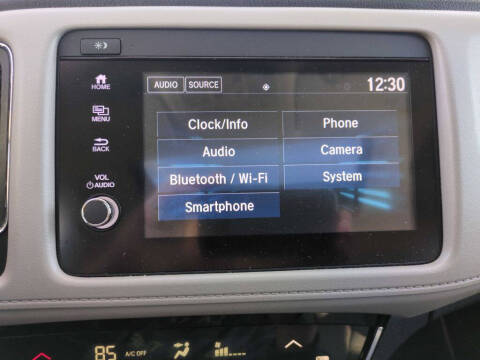 AUDIO SOURCE 12:30
HOME
MENU
BACK
VOL
AUDIO
Clock/Info Phone
Audio Camera
Bluetooth / Wi-Fi System
Smartphone
85 A/C OFF